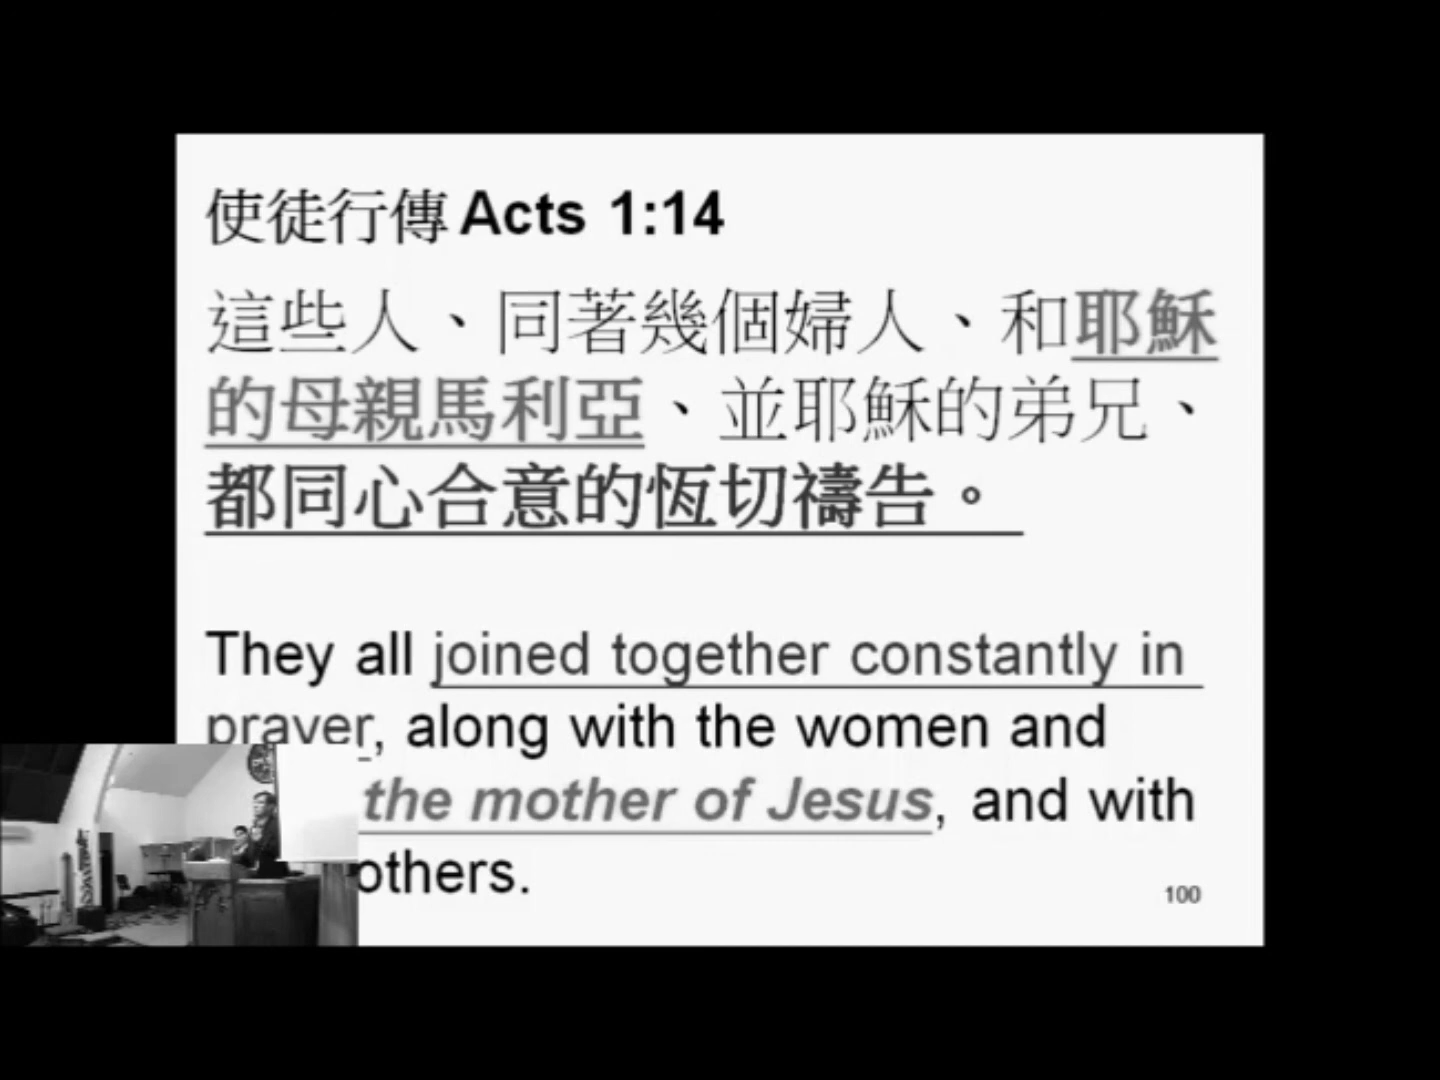 使徒行傳 Acts 1:14
這些人、同著幾個婦人、和耶穌
的母親馬利亞、並耶穌的弟兄、
都同心合意的恆切禱告。
They all joined together constantly in
prayer, along with the women and
the mother of Jesus, and with
others.
100